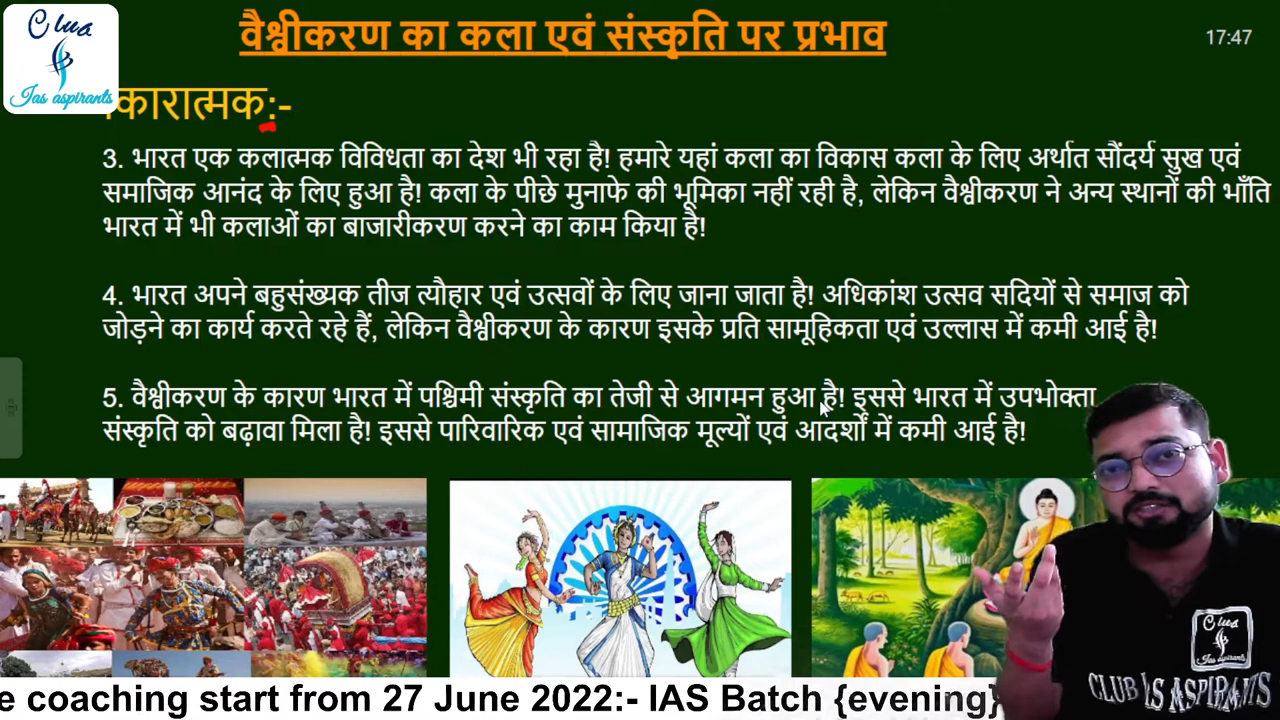 Clua
Ias aspirants
वैश्वीकरण का कला एवं संस्कृति पर प्रभाव
17:47
कारात्मक:-
3. भारत एक कलात्मक विविधता का देश भी रहा है! हमारे यहां कला का विकास कला के लिए अर्थात सौंदर्य सुख एवं
समाजिक आनंद के लिए हुआ है! कला के पीछे मुनाफे की भूमिका नहीं रही है, लेकिन वैश्वीकरण ने अन्य स्थानों की भाँति
भारत में भी कलाओं का बाजारीकरण करने का काम किया है!
4. भारत अपने बहुसंख्यक तीज त्यौहार एवं उत्सवों के लिए जाना जाता है! अधिकांश उत्सव सदियों से समाज को
जोड़ने का कार्य करते रहे हैं, लेकिन वैश्वीकरण के कारण इसके प्रति सामूहिकता एवं उल्लास में कमी आई है!
5. वैश्वीकरण के कारण भारत में पश्चिमी संस्कृति का तेजी से आगमन हुआ है! इससे भारत में उपभोक्ता
संस्कृति को बढ़ावा मिला है! इससे पारिवारिक एवं सामाजिक मूल्यों एवं आदर्शों में कमी आई है!
Clua
Ias aspirants
CLUB IAS ASPIRANTS
e coaching start from 27 June 2022:- IAS Batch {evening}